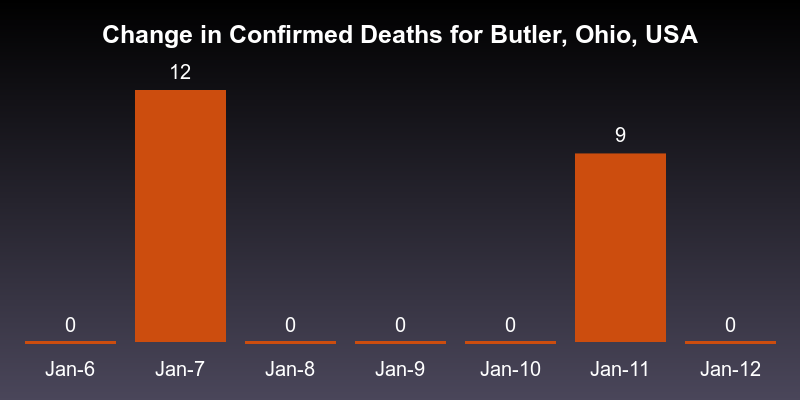 Change in Confirmed Deaths for Butler, Ohio, USA
12
9
0 0 0 0 0
Jan-6 Jan-7 Jan-8 Jan-9 Jan-10 Jan-11 Jan-12